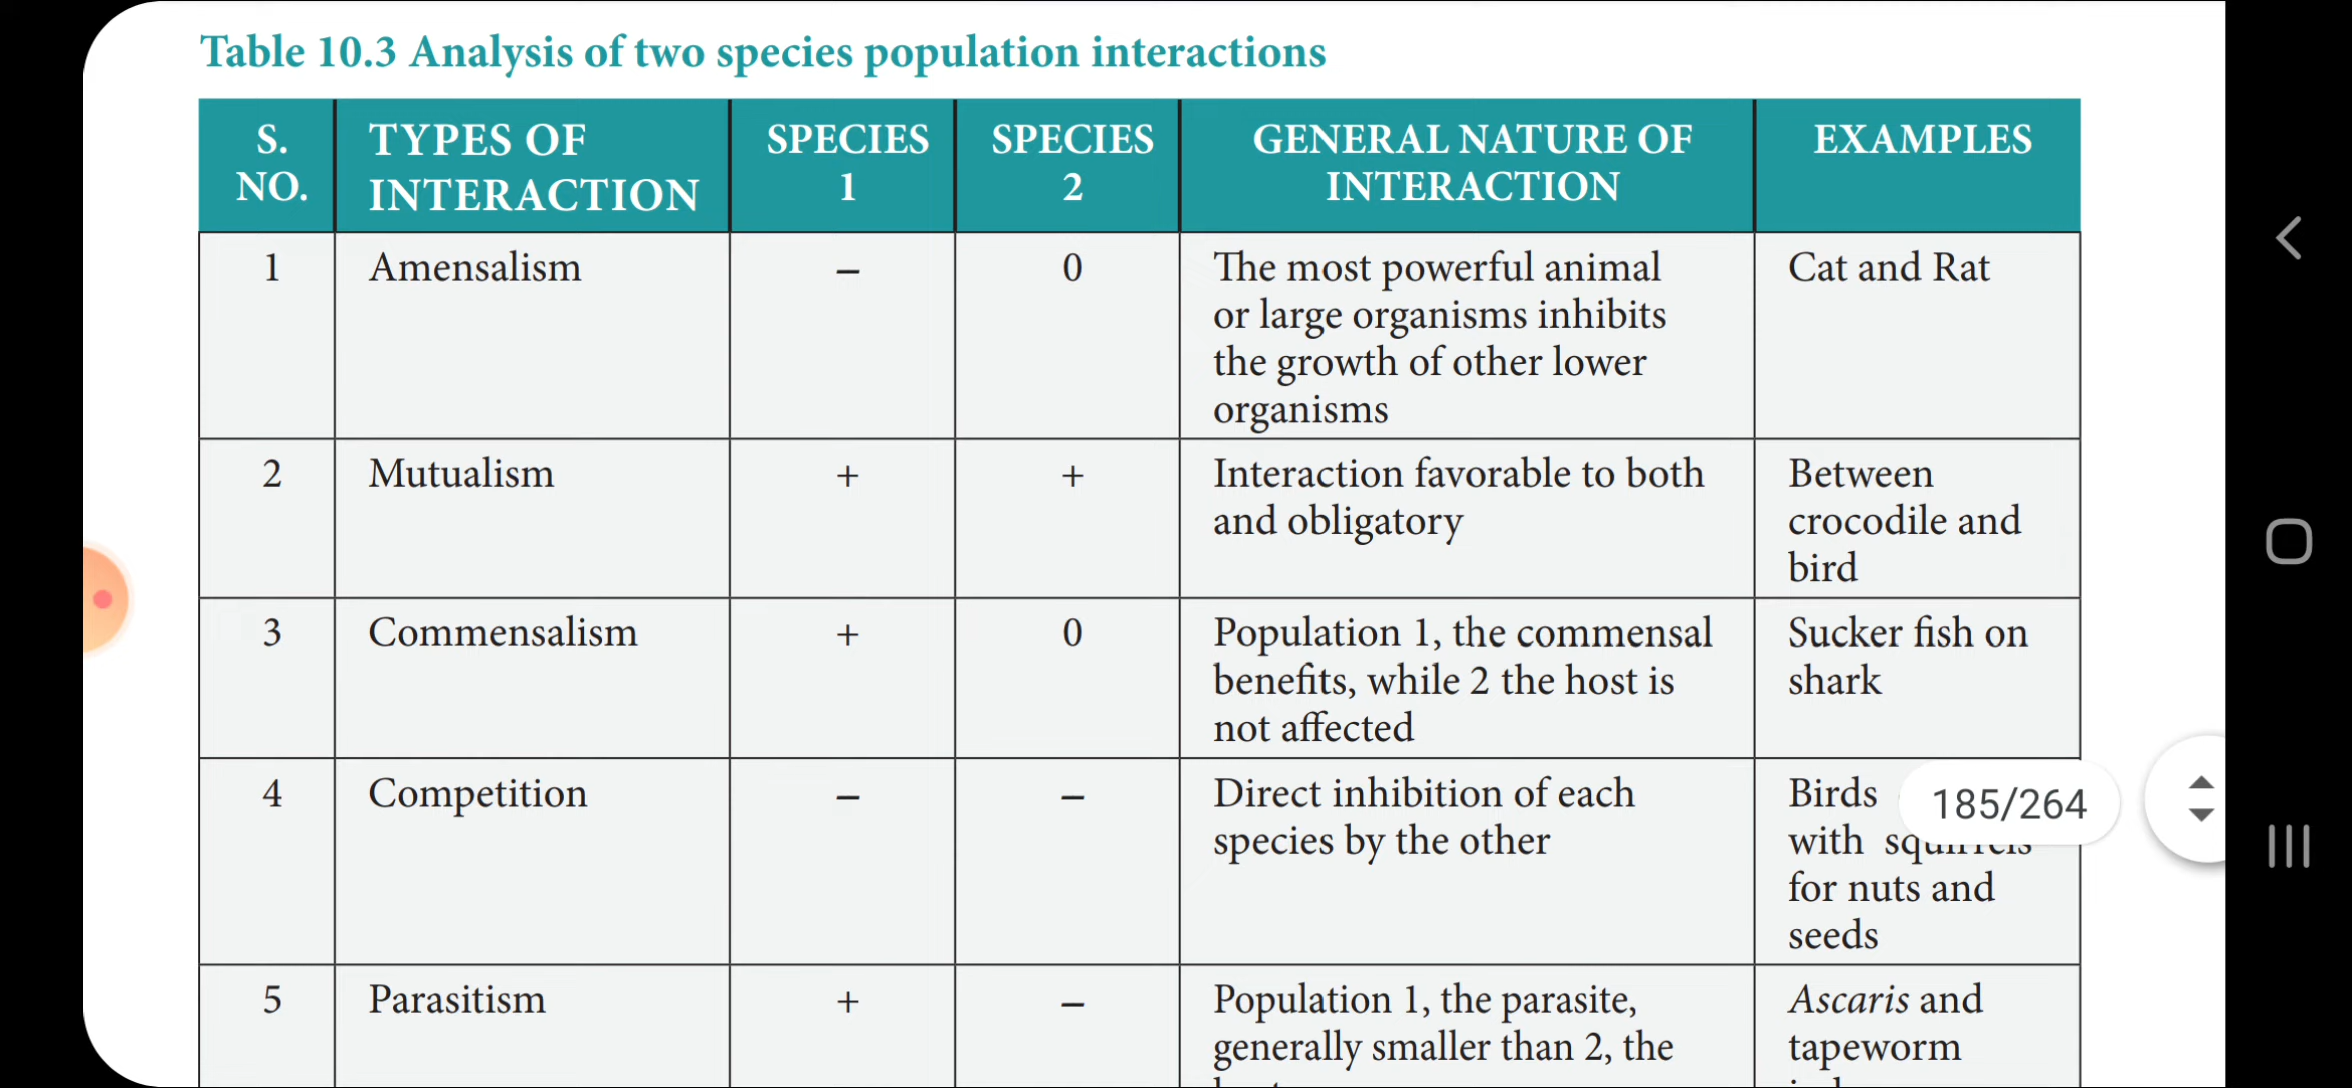 Table 10.3 Analysis of two species population interactions
S. NO.
TYPES OF INTERACTION
SPECIES 1
SPECIES 2
GENERAL NATURE OF INTERACTION
EXAMPLES
1
Amensalism
–
0
The most powerful animal
or large organisms inhibits
the growth of other lower
organisms
Cat and Rat
2
Mutualism
+
+
Interaction favorable to both
and obligatory
Between
crocodile and
bird
3
Commensalism
+
0
Population 1, the commensal
benefits, while 2 the host is
not affected
Sucker fish on
shark
4
Competition
–
–
Direct inhibition of each
species by the other
Birds
with squirrels
for nuts and
seeds
185/264
5
Parasitism
+
–
Population 1, the parasite,
generally smaller than 2, the
Ascaris and
tapeworm